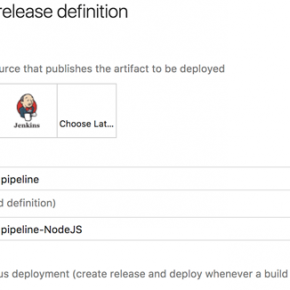 release definition
urce that publishes the artifact to be deployed
Jenkins
Choose Lat...
pipeline
d definition)
pipeline-NodeJS
us deployment (create release and deploy whenever a build